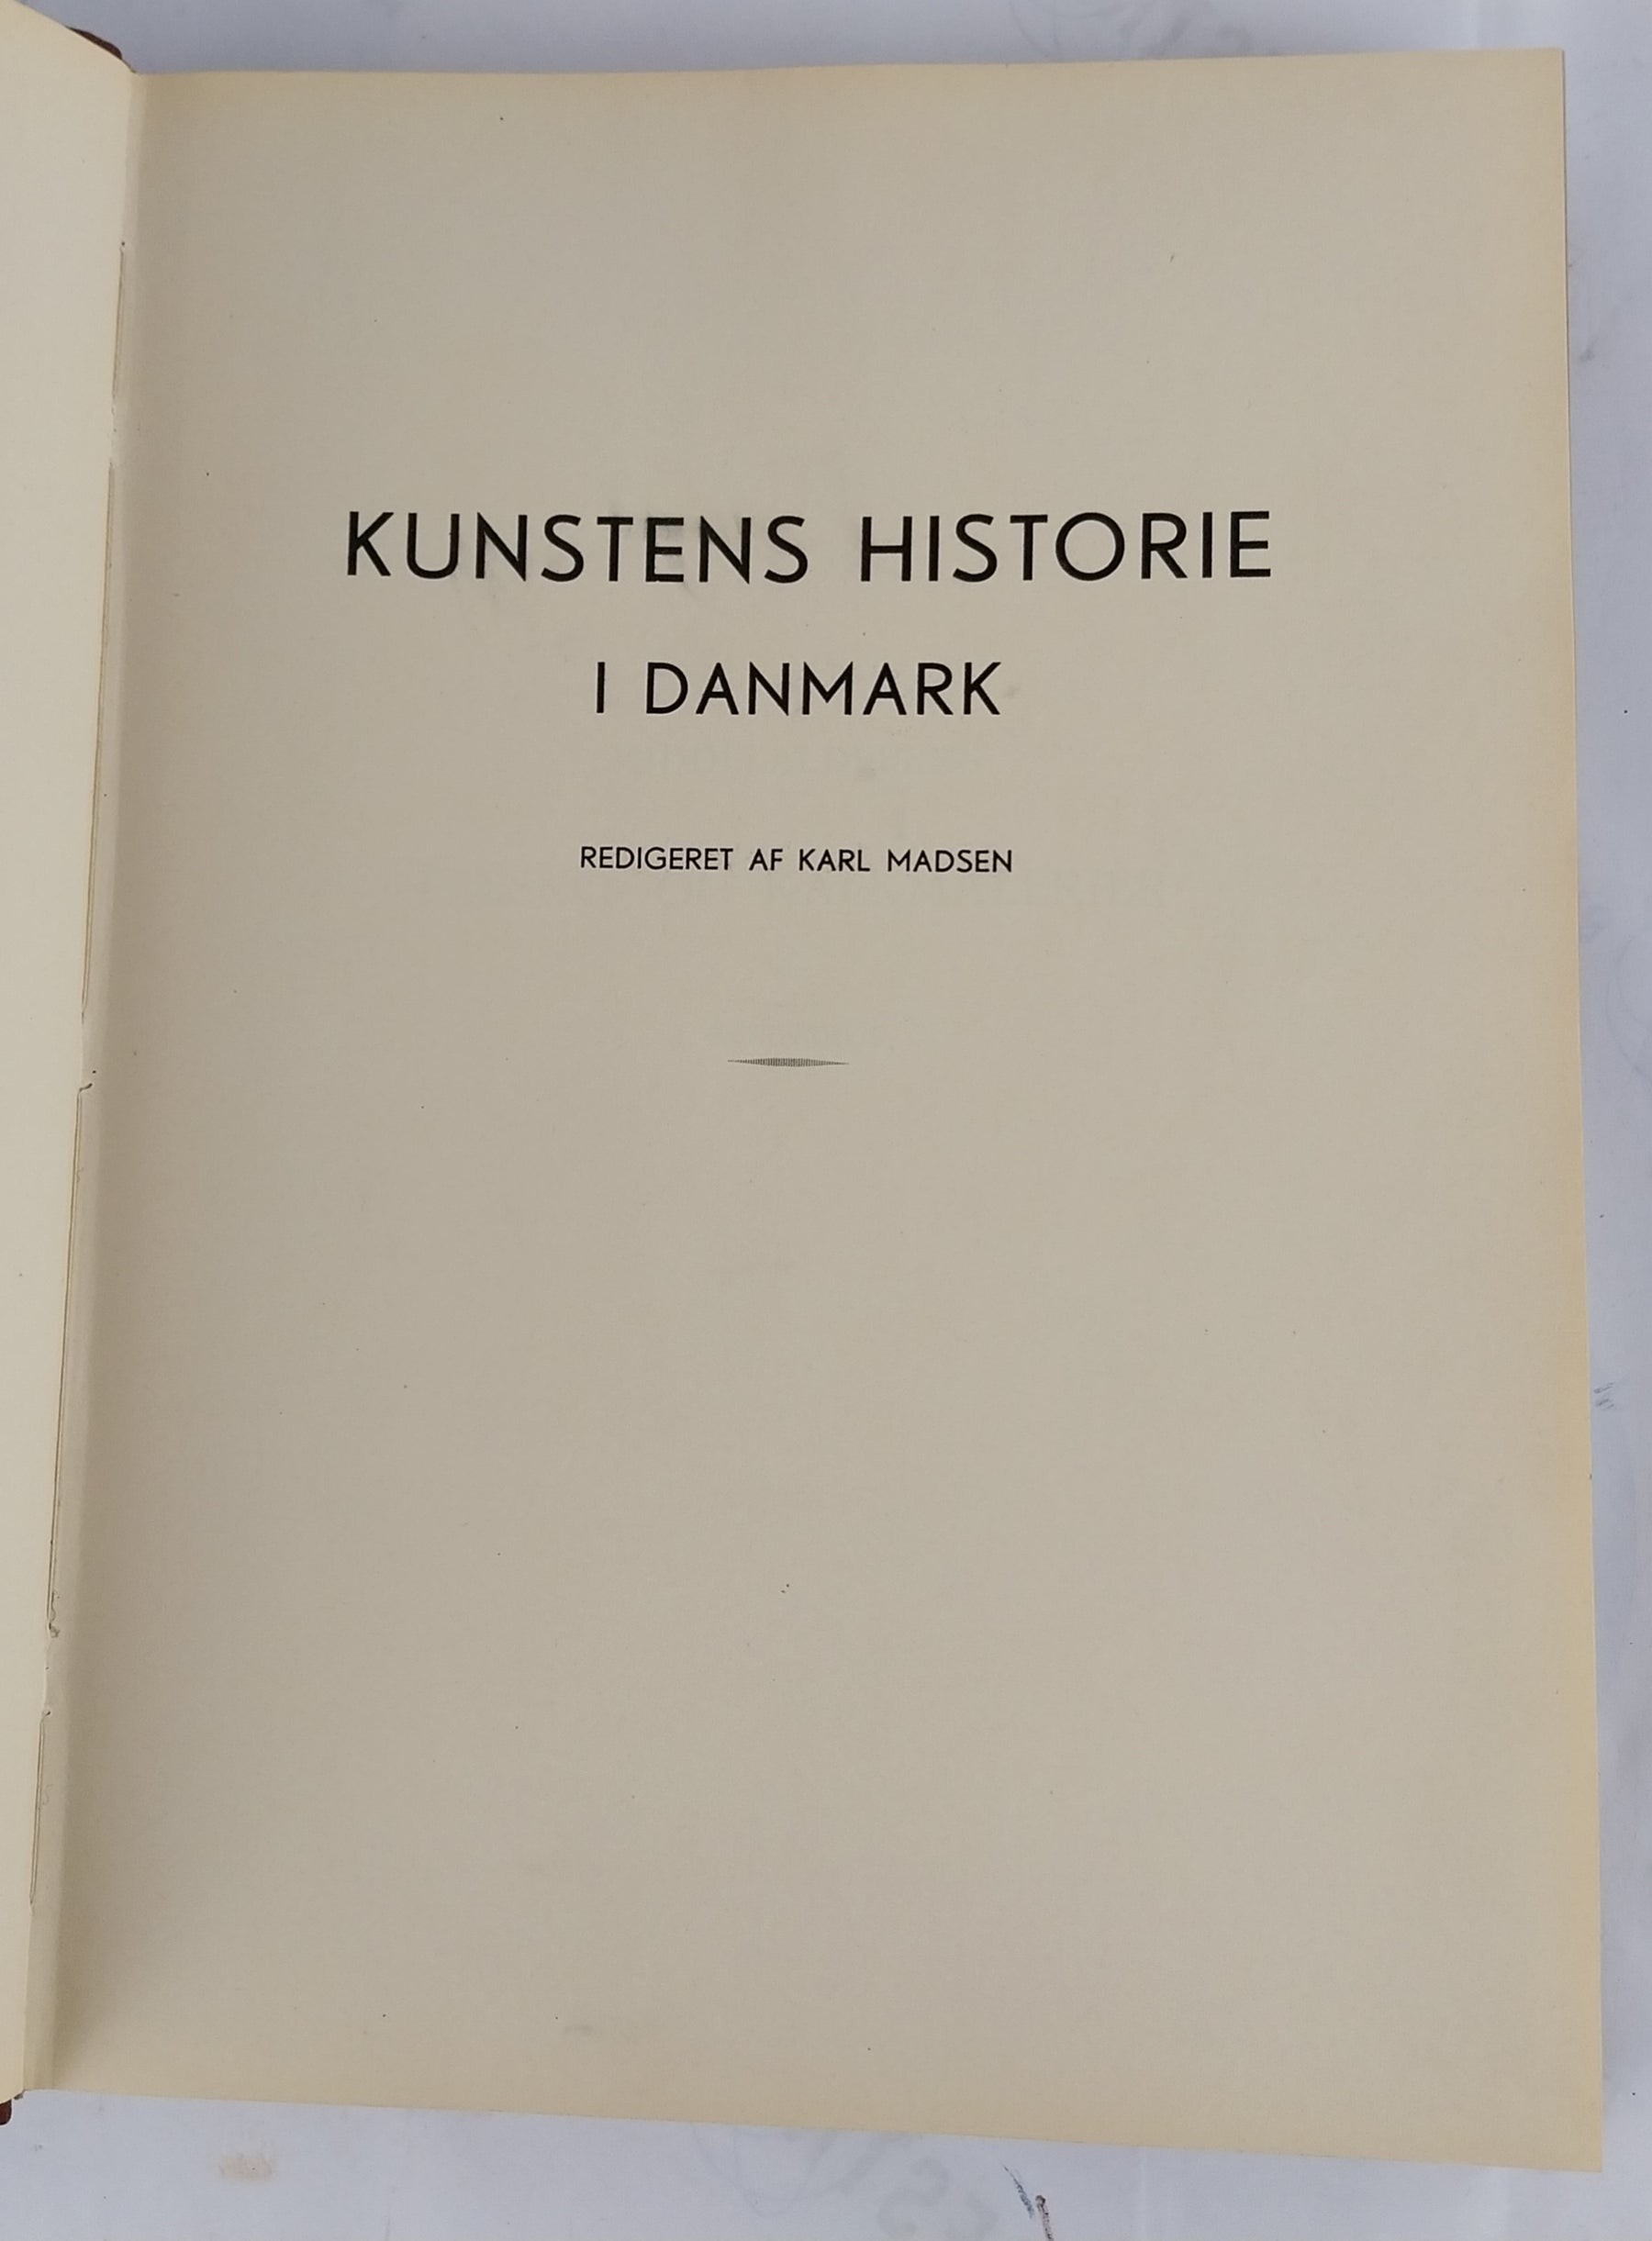 KUNSTENS HISTORIE
I DANMARK
REDIGERET AF KARL MADSEN